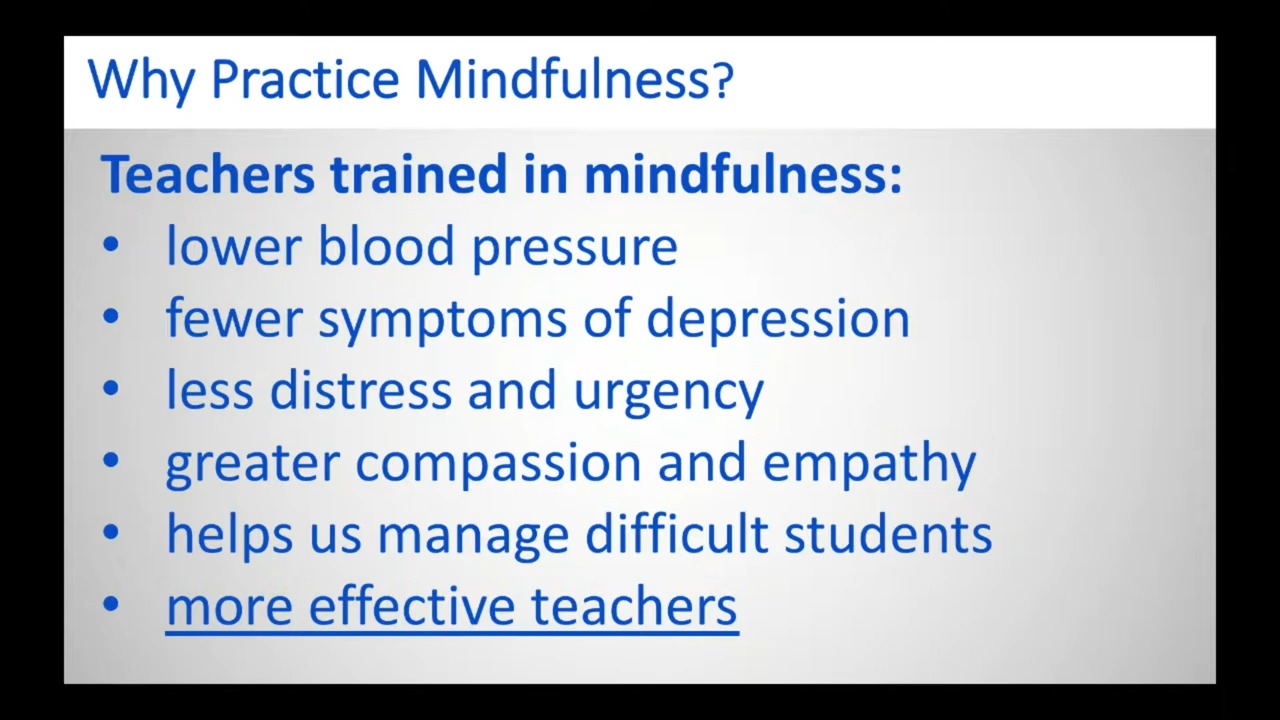 Why Practice Mindfulness?
Teachers trained in mindfulness:
• lower blood pressure
• fewer symptoms of depression
• less distress and urgency
• greater compassion and empathy
• helps us manage difficult students
• more effective teachers